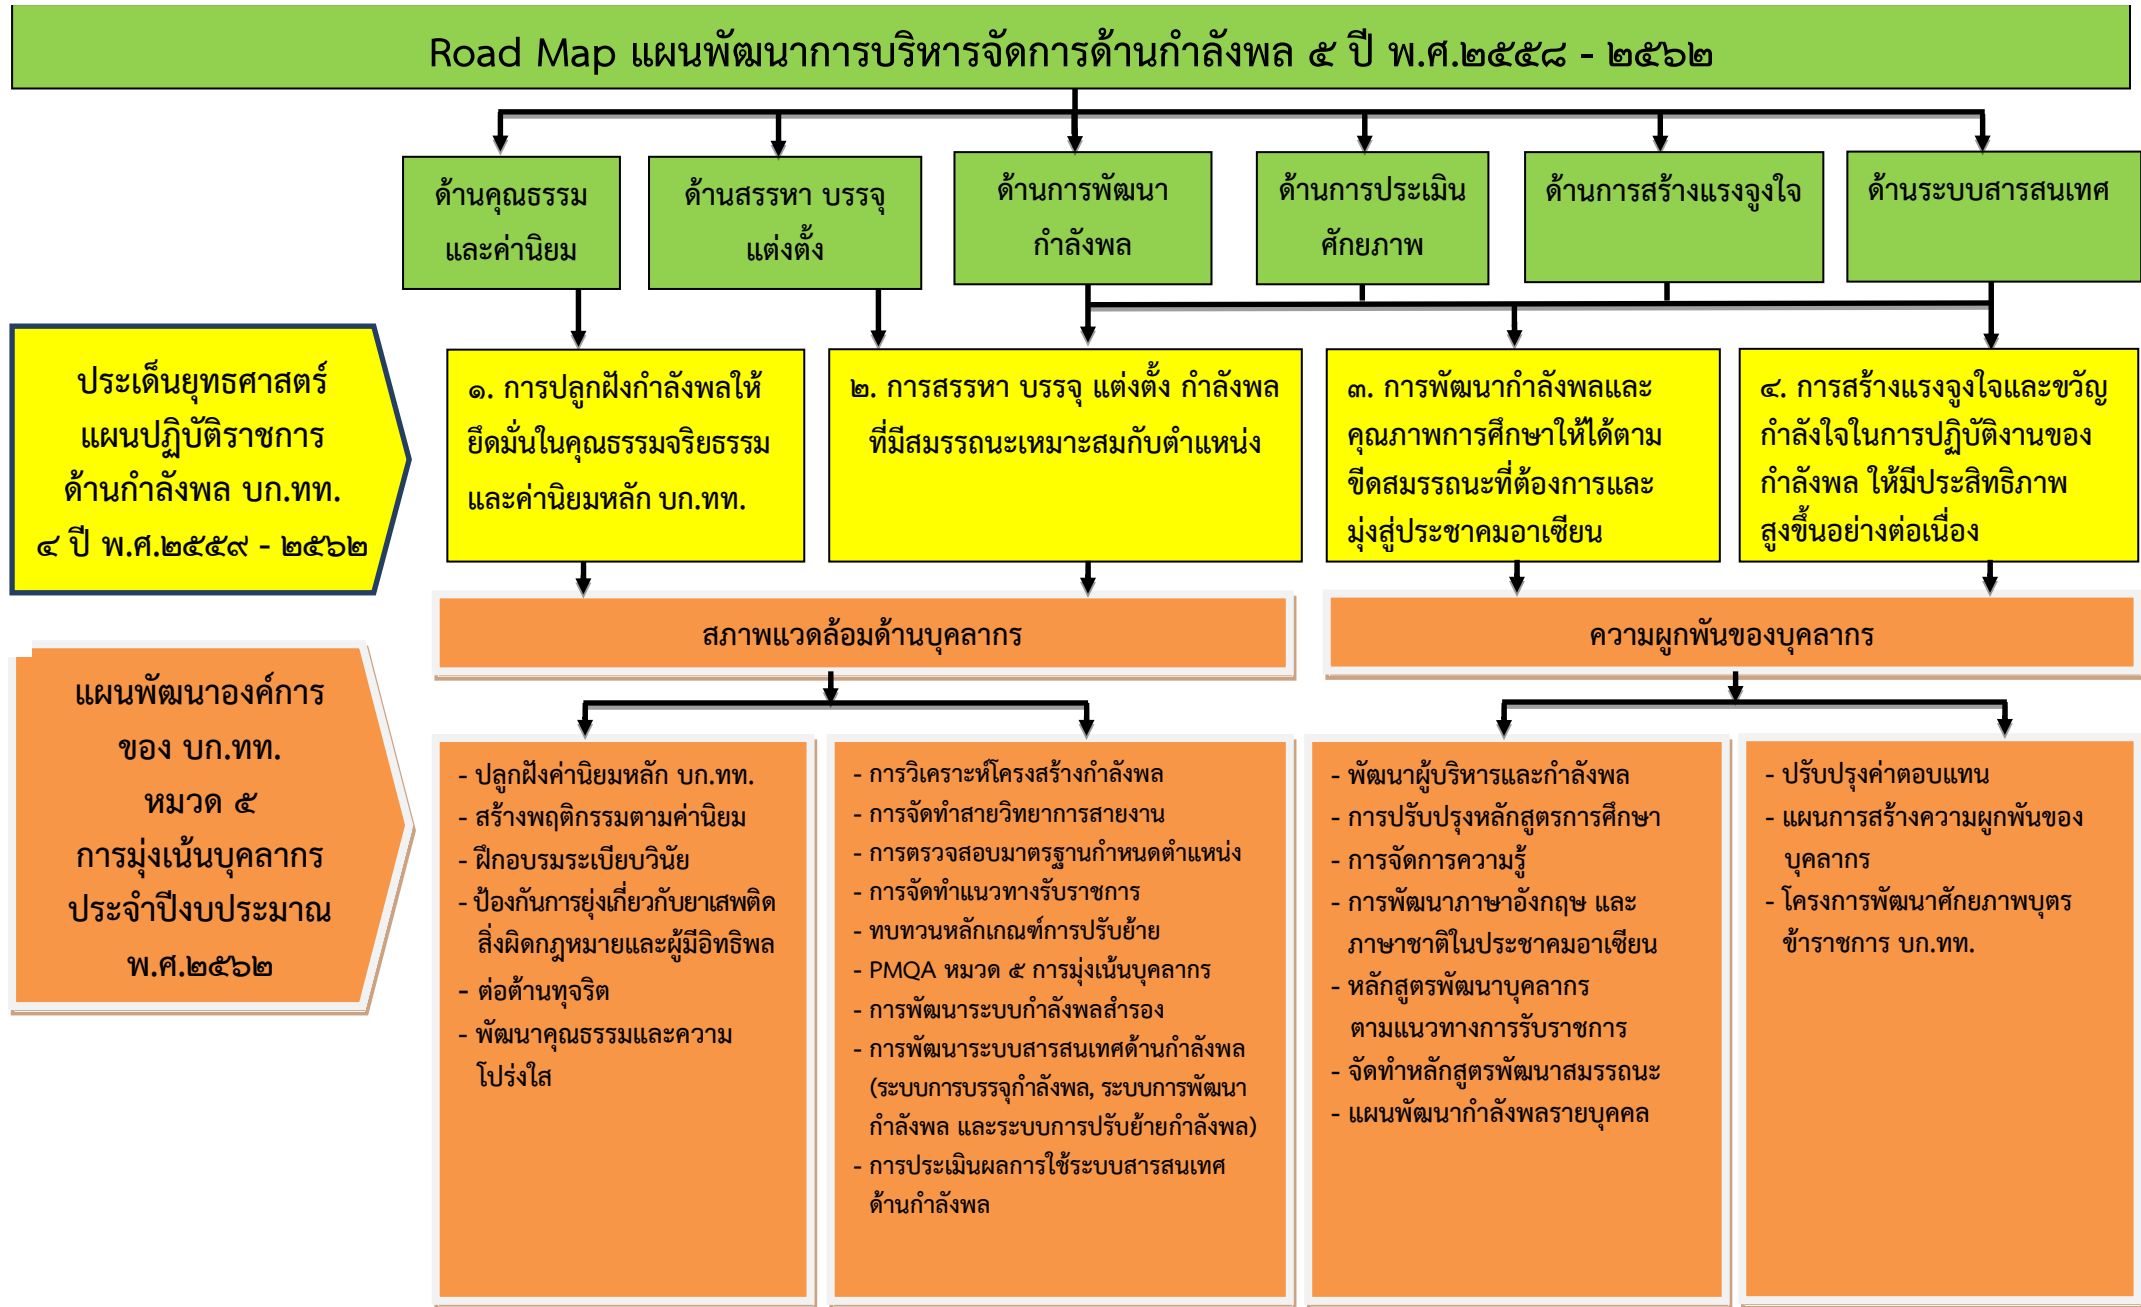 Road Map แผนพัฒนาการบริหารจัดการด้านกำลังพล ๕ ปี พ.ศ.๒๕๕๘ - ๒๕๖๒
ด้านคุณธรรม
และค่านิยม
ด้านสรรหา บรรจุ
แต่งตั้ง
ด้านการพัฒนา
กำลังพล
ด้านการประเมิน
ศักยภาพ
ด้านการสร้างแรงจูงใจ
ด้านระบบสารสนเทศ
ประเด็นยุทธศาสตร์
แผนปฏิบัติราชการ
ด้านกำลังพล บก.ทท.
๔ ปี พ.ศ.๒๕๕๙ - ๒๕๖๒
๑. การปลูกฝังกำลังพลให้
ยึดมั่นในคุณธรรมจริยธรรม
และค่านิยมหลัก บก.ทท.
๒. การสรรหา บรรจุ แต่งตั้ง กำลังพล
ที่มีสมรรถนะเหมาะสมกับตำแหน่ง
๓. การพัฒนากำลังพลและ
คุณภาพการศึกษาให้ได้ตาม
ขีดสมรรถนะที่ต้องการและ
มุ่งสู่ประชาคมอาเซียน
๔. การสร้างแรงจูงใจและขวัญ
กำลังใจในการปฏิบัติงานของ
กำลังพล ให้มีประสิทธิภาพ
สูงขึ้นอย่างต่อเนื่อง
สภาพแวดล้อมด้านบุคลากร
ความผูกพันของบุคลากร
แผนพัฒนาองค์การ
ของ บก.ทท.
หมวด ๕
การมุ่งเน้นบุคลากร
ประจำปีงบประมาณ
พ.ศ.๒๕๖๒
- ปลูกฝังค่านิยมหลัก บก.ทท.
- สร้างพฤติกรรมตามค่านิยม
- ฝึกอบรมระเบียบวินัย
- ป้องกันการยุ่งเกี่ยวกับยาเสพติด
สิ่งผิดกฎหมายและผู้มีอิทธิพล
- ต่อต้านทุจริต
- พัฒนาคุณธรรมและความ
โปร่งใส
- การวิเคราะห์โครงสร้างกำลังพล
- การจัดทำสายวิทยาการสายงาน
- การตรวจสอบมาตรฐานกำหนดตำแหน่ง
- การจัดทำแนวทางรับราชการ
- ทบทวนหลักเกณฑ์การปรับย้าย
- PMQA หมวด ๕ การมุ่งเน้นบุคลากร
- การพัฒนาระบบกำลังพลสำรอง
- การพัฒนาระบบสารสนเทศด้านกำลังพล
(ระบบการบรรจุกำลังพล, ระบบการพัฒนา
กำลังพล และระบบการปรับย้ายกำลังพล)
- การประเมินผลการใช้ระบบสารสนเทศ
ด้านกำลังพล
- พัฒนาผู้บริหารและกำลังพล
- การปรับปรุงหลักสูตรการศึกษา
- การจัดการความรู้
- การพัฒนาภาษาอังกฤษ และ
ภาษาชาติในประชาคมอาเซียน
- หลักสูตรพัฒนาบุคลากร
ตามแนวทางการรับราชการ
- จัดทำหลักสูตรพัฒนาสมรรถนะ
- แผนพัฒนากำลังพลรายบุคคล
- ปรับปรุงค่าตอบแทน
- แผนการสร้างความผูกพันของ
บุคลากร
- โครงการพัฒนาศักยภาพบุตร
ข้าราชการ บก.ทท.